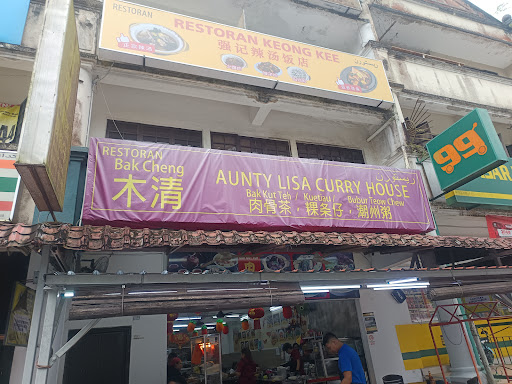 RESTORAN
RESTORAN KEONG KEE
强记辣汤饭店
RESTORAN
Bak Cheng
木清
AUNTY LISA CURRY HOUSE
Bak Kut Teh / Kuetiau / Bubur Teow Chew
肉骨茶，粿条仔，潮州粥
99